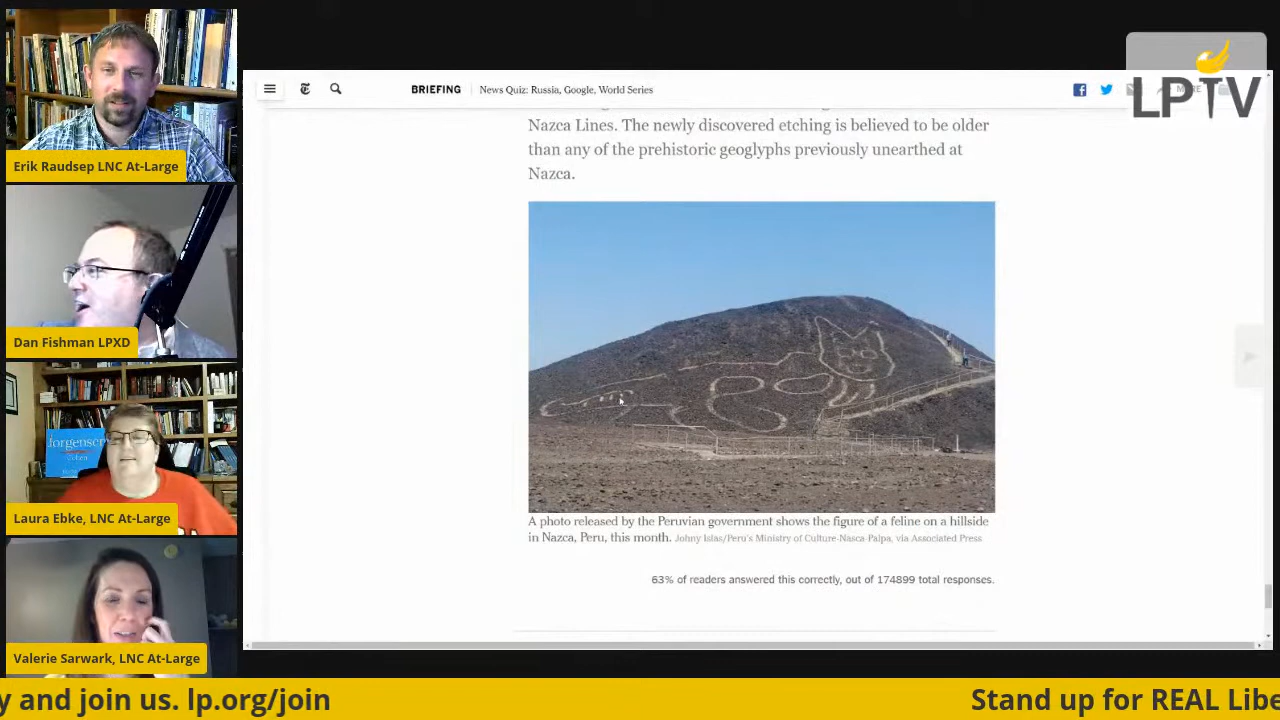 Erik Raudsep LNC At-Large
Dan Fishman LPXD
Jorgensen
Cohen
Laura Ebke, LNC At-Large
Valerie Sarwark, LNC At-Large
BRIEFING
News Quiz: Russia, Google, World Series
MORE
LPTV
Nazca Lines. The newly discovered etching is believed to be older
than any of the prehistoric geoglyphs previously unearthed at
Nazca.
A photo released by the Peruvian government shows the figure of a feline on a hillside
in Nazca, Peru, this month. Johny Islas/Peru's Ministry of Culture-Nasca-Palpa, via Associated Press
63% of readers answered this correctly, out of 174899 total responses.
y and join us. lp.org/join
Stand up for REAL Libe